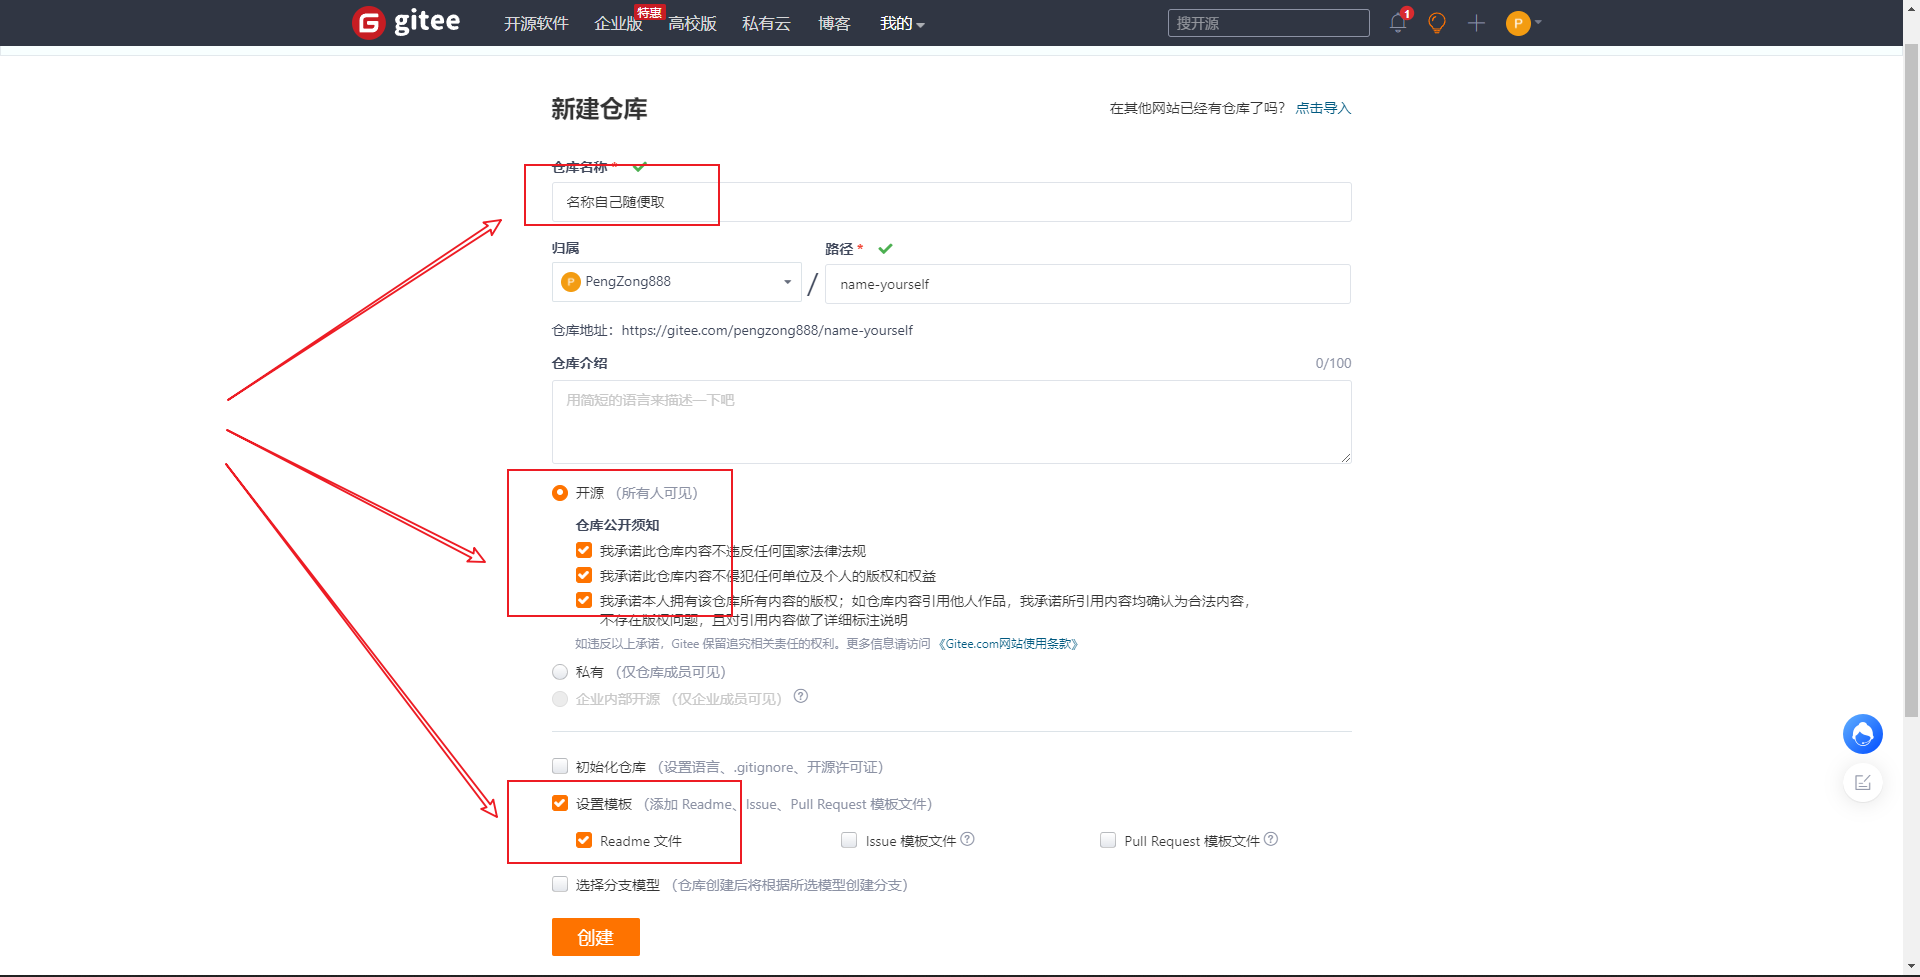 gitee
开源软件
企业版
特惠
高校版
私有云
博客
我的
搜开源
1
P
新建仓库
在其他网站已经有仓库了吗？ 点击导入
仓库名称 *
名称自己随便取
归属
路径 *
P PengZong888
/
name-yourself
仓库地址：https://gitee.com/pengzong888/name-yourself
仓库介绍
0/100
用简短的语言来描述一下吧
开源 （所有人可见）
仓库公开须知
我承诺此仓库内容不违反任何国家法律法规
我承诺此仓库内容不侵犯任何单位及个人的版权和权益
我承诺本人拥有该仓库所有内容的版权；如仓库内容引用他人作品，我承诺所引用内容均确认为合法内容，
不存在版权问题，且对引用内容做了详细标注说明
如违反以上承诺，Gitee 保留追究相关责任的权利。更多信息请访问 《Gitee.com网站使用条款》
私有 （仅仓库成员可见）
企业内部开源 （仅企业成员可见） ?
初始化仓库 （设置语言、.gitignore、开源许可证）
设置模板 （添加 Readme、Issue、Pull Request 模板文件）
Readme 文件
Issue 模板文件 ?
Pull Request 模板文件 ?
选择分支模型 （仓库创建后将根据所选模型创建分支）
创建